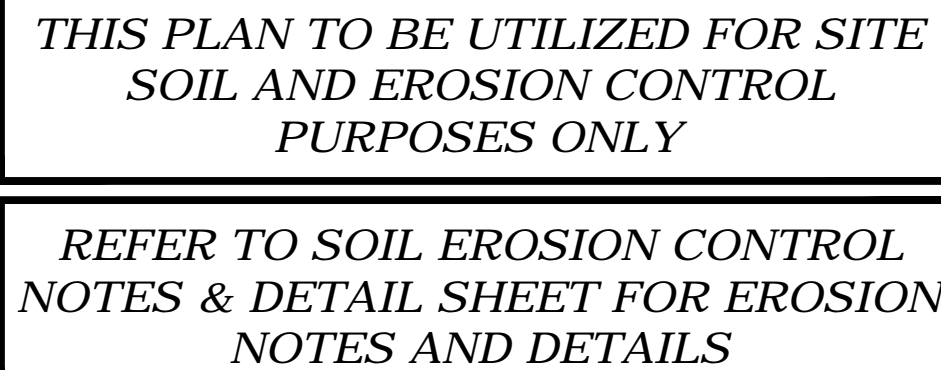 THIS PLAN TO BE UTILIZED FOR SITE
SOIL AND EROSION CONTROL
PURPOSES ONLY
REFER TO SOIL EROSION CONTROL
NOTES & DETAIL SHEET FOR EROSION
NOTES AND DETAILS